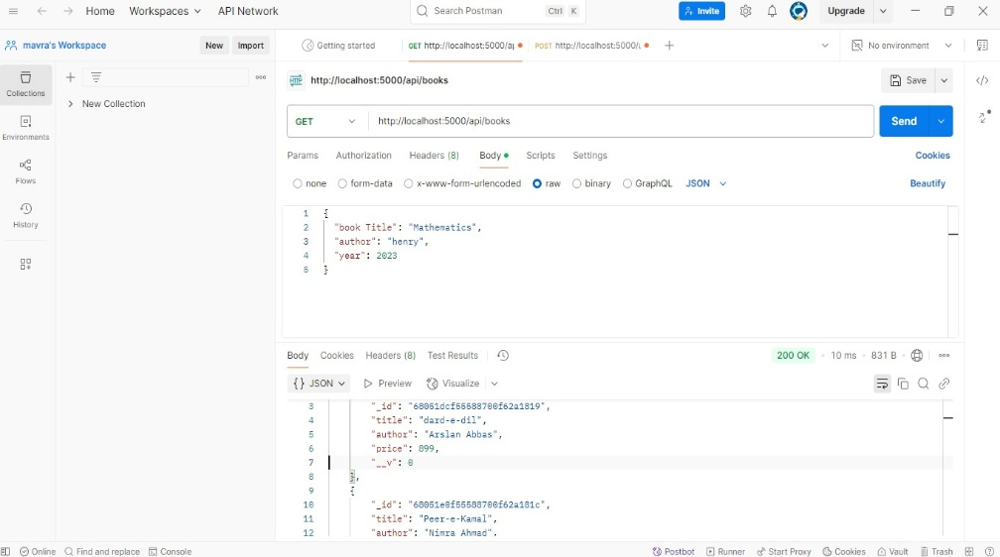 Home Workspaces API Network Search Postman Ctrl K Invite Upgrade
mavra's Workspace New Import Getting started GET http://localhost:5000/a POST http://localhost:5000/ No environment
Collections
New Collection
http://localhost:5000/api/books Save
Environments
GET http://localhost:5000/api/books Send
Flows
Params Authorization Headers (8) Body Scripts Settings Cookies
History
none form-data x-www-form-urlencoded raw binary GraphQL JSON Beautify
1 {
2 "book Title": "Mathematics",
3 "author": "henry",
4 "year": 2023
5 }
Body Cookies Headers (8) Test Results 200 OK 10 ms 831 B
{} JSON Preview Visualize
3 "_id": "68051dcf55588700f62a1819",
4 "title": "dard-e-dil",
5 "author": "Arslan Abbas",
6 "price": 899,
7 "__v": 0
8 },
9 {
10 "_id": "68051e0f55588700f62a181c",
11 "title": "Peer-e-Kamal",
12 "author": "Nimra Ahmad".
Online Find and replace Console Postbot Runner Start Proxy Cookies Vault Trash